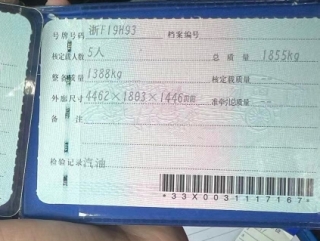 号牌号码 浙F19H93 档案编号
核定载人数 5人 总质量 1855kg
整备质量 1388kg 核定载质量 --
外廓尺寸 4462×1893×1446mm 准牵引总质量 --
备注
检验记录 汽油
*33X0031117167*